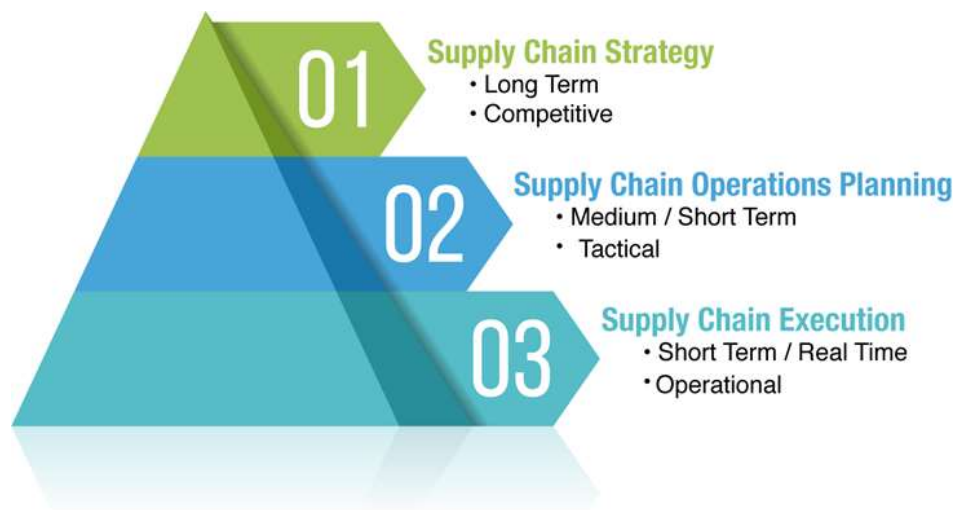 01
Supply Chain Strategy
• Long Term
• Competitive
02
Supply Chain Operations Planning
• Medium / Short Term
• Tactical
03
Supply Chain Execution
• Short Term / Real Time
• Operational